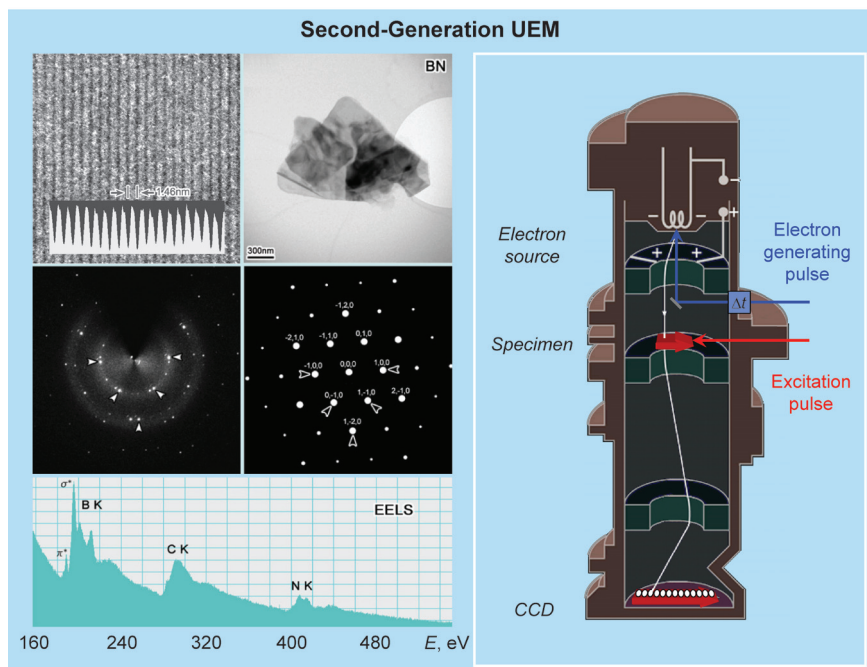 Second-Generation UEM
1.46nm
BN
300nm
-1,2,0
-2,1,0
-1,1,0
0,1,0
-1,0,0
0,0,0
1,0,0
0,-1,0
1,-1,0
2,-1,0
1,-2,0
σ*
B K
π*
C K
N K
EELS
160
240
320
400
480
E, eV
Electron
source
Specimen
CCD
−
+
−
−
+
+
Electron
generating
pulse
Δt
Excitation
pulse